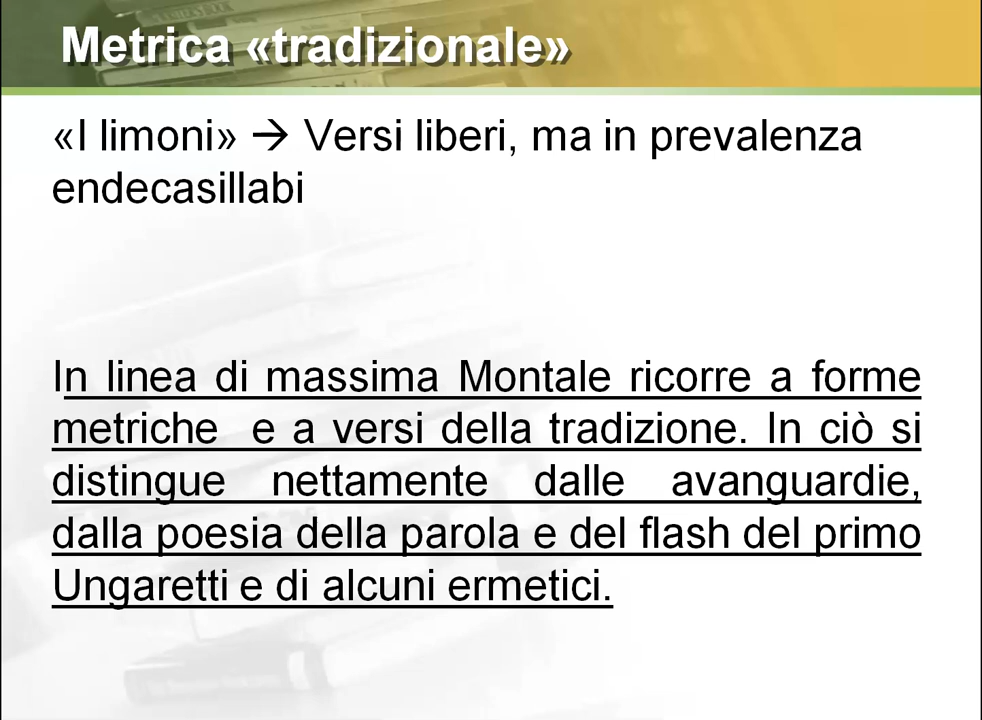 Metrica «tradizionale»
«I limoni» → Versi liberi, ma in prevalenza
endecasillabi
In linea di massima Montale ricorre a forme
metriche e a versi della tradizione. In ciò si
distingue nettamente dalle avanguardie,
dalla poesia della parola e del flash del primo
Ungaretti e di alcuni ermetici.